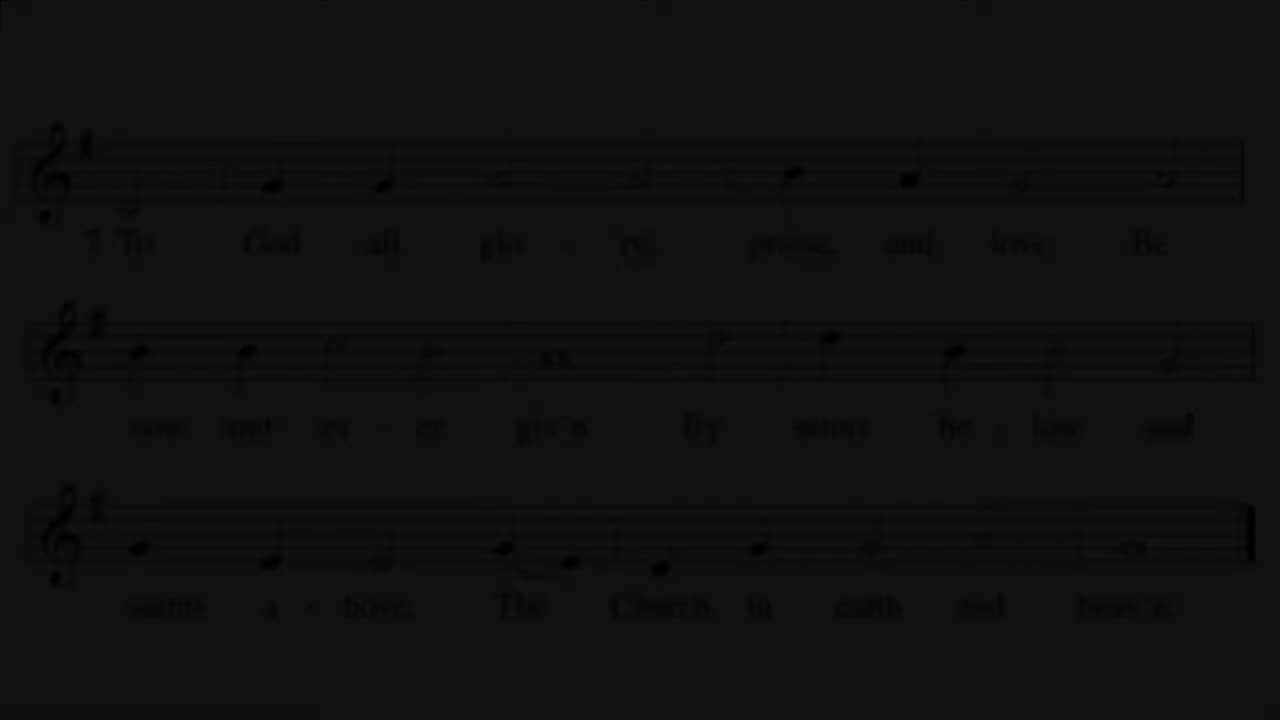 7 To God all glo - ry, praise, and love Be
now and ev - er giv'n By saints be - low and
saints a - bove, The Church in earth and heav'n.